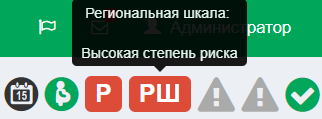 Региональная шкала:
Высокая степень риска
Администратор
15
Р
РШ